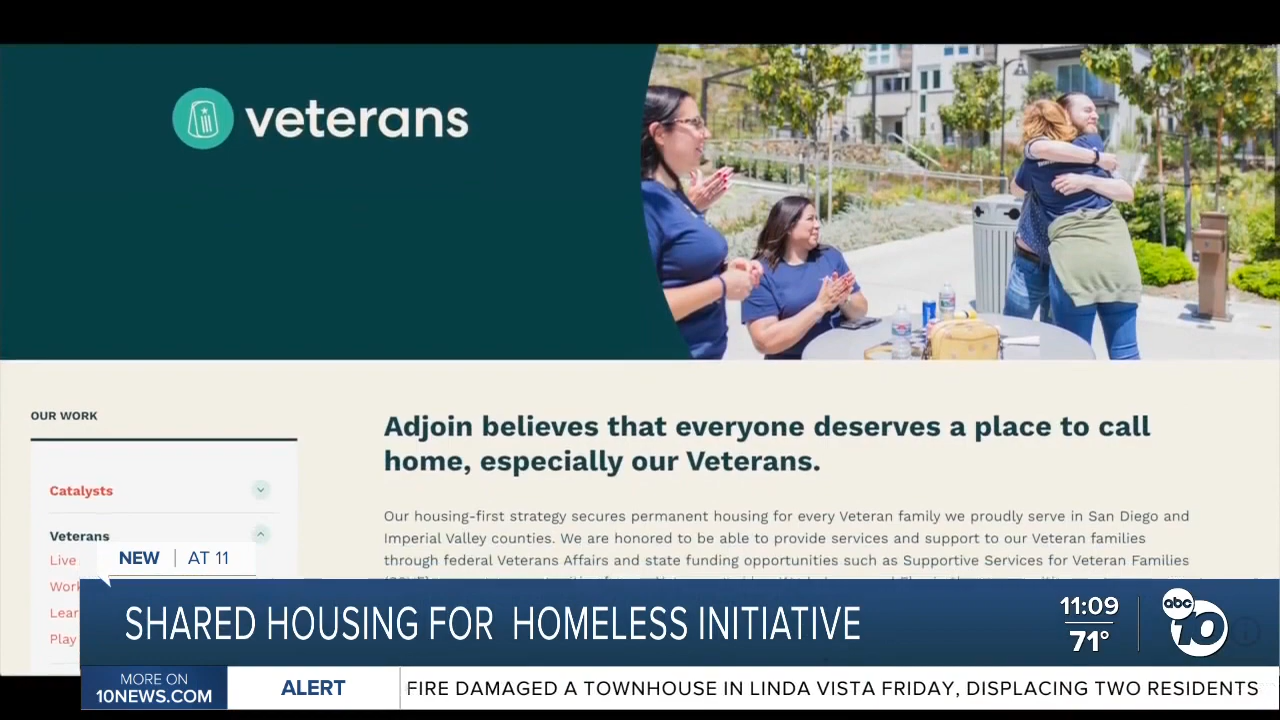 veterans
OUR WORK
Catalysts
Veterans
Live
Work
Lear
Play
Adjoin believes that everyone deserves a place to call
home, especially our Veterans.
Our housing-first strategy secures permanent housing for every Veteran family we proudly serve in San Diego and
Imperial Valley counties. We are honored to be able to provide services and support to our Veteran families
through federal Veterans Affairs and state funding opportunities such as Supportive Services for Veteran Families
NEW | AT 11
SHARED HOUSING FOR HOMELESS INITIATIVE
11:09
71°
abc
10
MORE ON
10NEWS.COM
ALERT
FIRE DAMAGED A TOWNHOUSE IN LINDA VISTA FRIDAY, DISPLACING TWO RESIDENTS